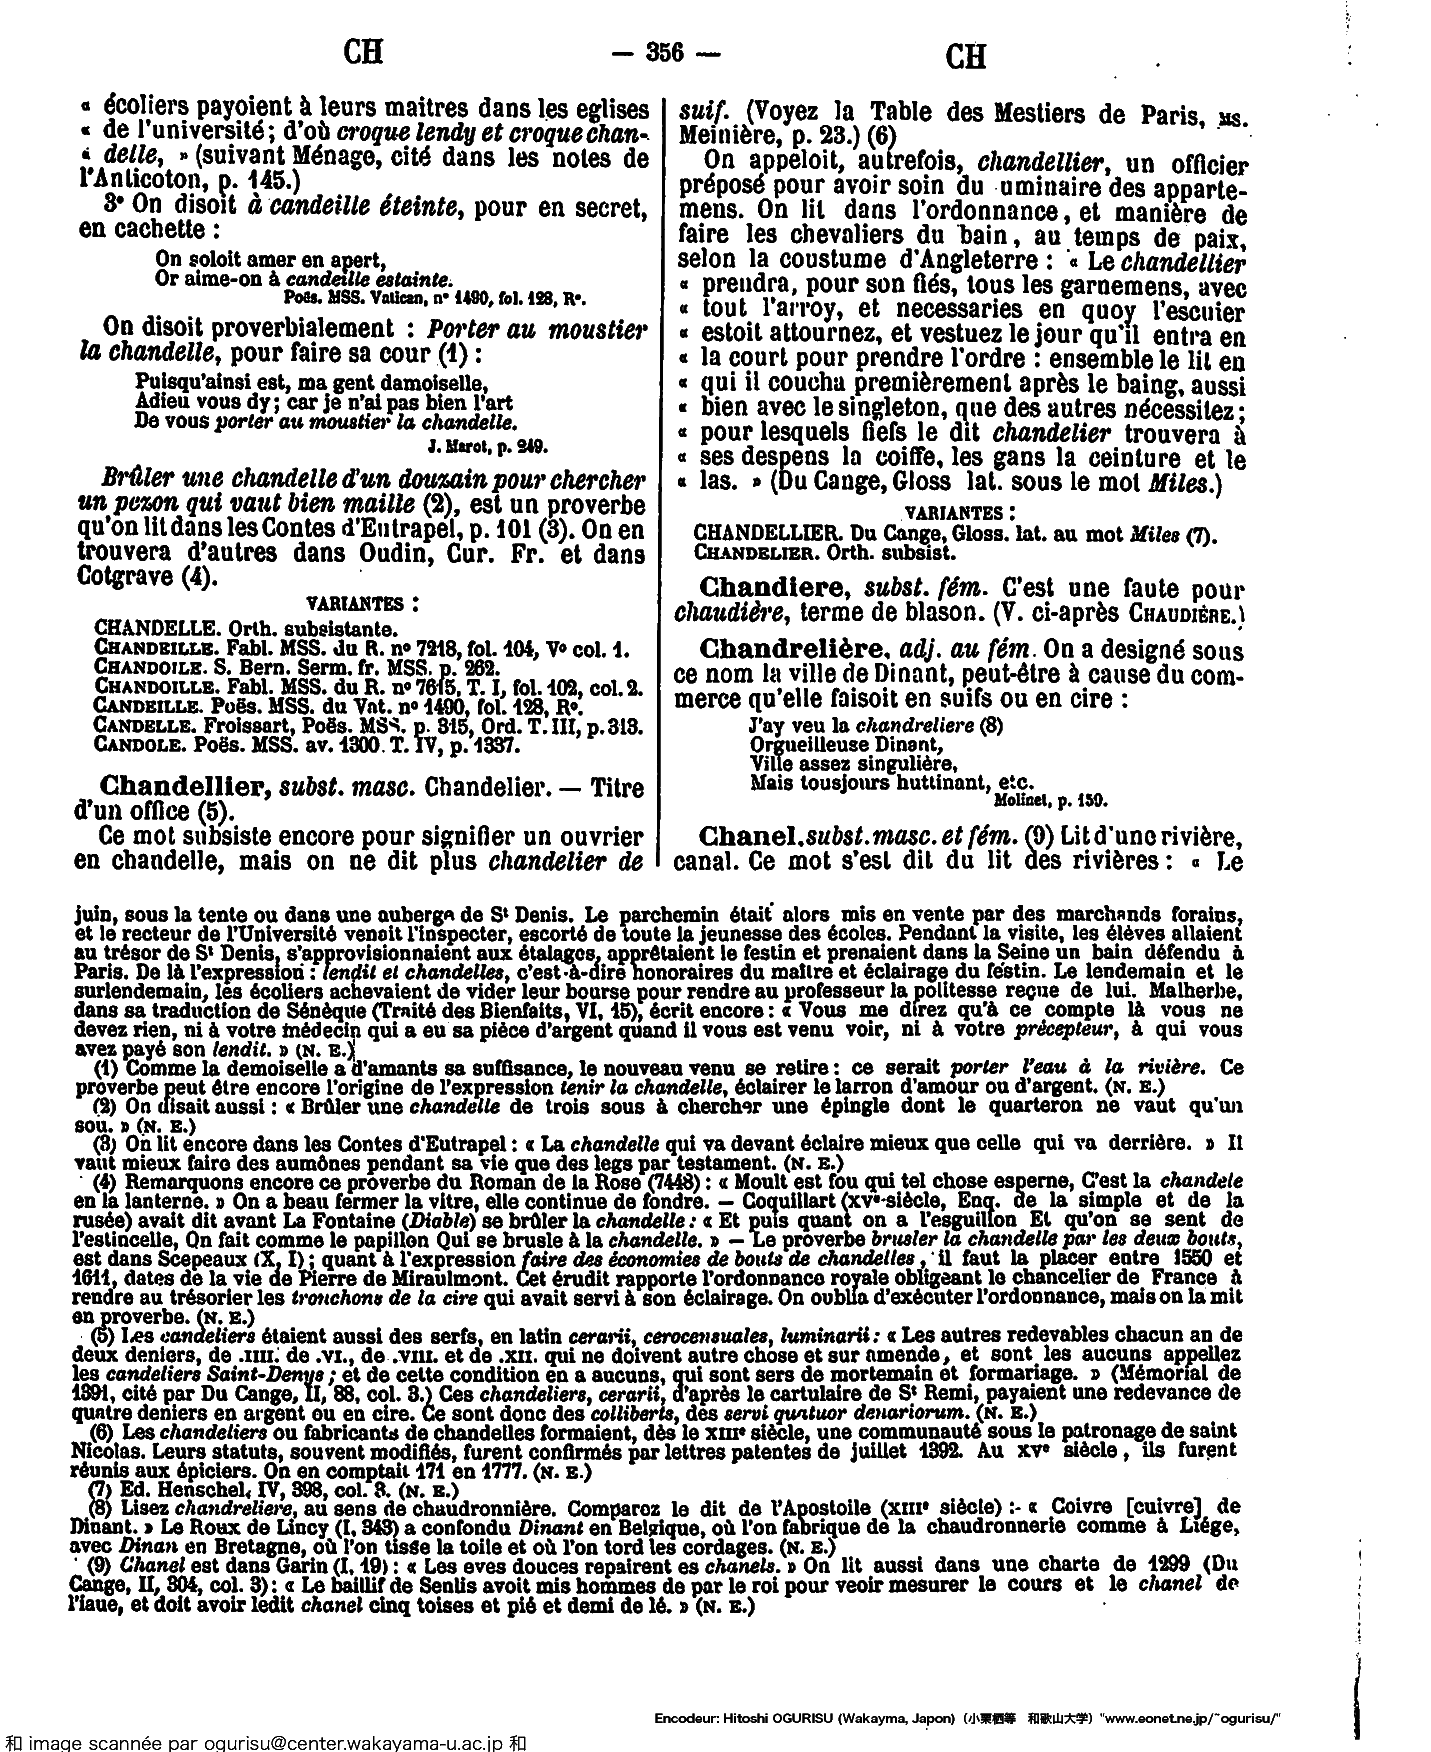 CH — 356 — CH
« écoliers payoient à leurs maitres dans les eglises
« de l'université ; d'où croque lendy et croque chan-
« delle, » (suivant Ménage, cité dans les notes de
l'Anticoton, p. 145.)
3° On disoit à candeille éteinte, pour en secret,
en cachette :
On soloit amer en apert,
Or aime-on à candeille estainte.
Poës. MSS. Vatican, n° 1490, fol. 128, R°.
On disoit proverbialement : Porter au moustier
la chandelle, pour faire sa cour (1) :
Puisqu'ainsi est, ma gent damoiselle,
Adieu vous dy ; car je n'ai pas bien l'art
De vous porter au moustier la chandelle.
J. Marot, p. 249.
Brûler une chandelle d'un douzain pour chercher
un pezon qui vaut bien maille (2), est un proverbe
qu'on lit dans les Contes d'Eutrapel, p. 101 (3). On en
trouvera d'autres dans Oudin, Cur. Fr. et dans
Cotgrave (4).
VARIANTES :
CHANDELLE. Orth. subsistante.
CHANDEILLE. Fabl. MSS. du R. n° 7218, fol. 104, V° col. 1.
CHANDOILE. S. Bern. Serm. fr. MSS. p. 262.
CHANDOILLE. Fabl. MSS. du R. n° 7615, T. I, fol. 102, col. 2.
CANDEILLE. Poës. MSS. du Vat. n° 1490, fol. 128, R°.
CANDELLE. Froissart, Poës. MSS. p. 315, Ord. T. III, p. 313.
CANDOLE. Poës. MSS. av. 1300. T. IV, p. 1337.
Chandellier, subst. masc. Chandelier. — Titre
d'un office (5).
Ce mot subsiste encore pour signifier un ouvrier
en chandelle, mais on ne dit plus chandelier de
suif. (Voyez la Table des Mestiers de Paris, MS.
Meinière, p. 23.) (6)
On appeloit, autrefois, chandellier, un officier
préposé pour avoir soin du uminaire des apparte-
mens. On lit dans l'ordonnance, et manière de
faire les chevaliers du bain, au temps de paix,
selon la coustume d'Angleterre : « Le chandellier
« prendra, pour son fiés, tous les garnemens, avec
« tout l'arroy, et necessaries en quoy l'escuier
« estoit attournez, et vestuez le jour qu'il entra en
« la court pour prendre l'ordre : ensemble le lit en
« qui il coucha premièrement après le baing, aussi
« bien avec le singleton, que des autres nécessitez ;
« pour lesquels fiefs le dit chandelier trouvera à
« ses despens la coiffe, les gans la ceinture et le
« las. » (Du Cange, Gloss lat. sous le mot Miles.)
VARIANTES :
CHANDELLIER. Du Cange, Gloss. lat. au mot Miles (7).
CHANDELIER. Orth. subsist.
Chandiere, subst. fém. C'est une faute pour
chaudière, terme de blason. (V. ci-après CHAUDIÈRE.)
Chandrelière, adj. au fém. On a designé sous
ce nom la ville de Dinant, peut-être à cause du com-
merce qu'elle faisoit en suifs ou en cire :
J'ay veu la chandreliere (8)
Orgueilleuse Dinant,
Ville assez singulière,
Mais tousjours huttinant, etc.
Molinet, p. 159.
Chanel, subst. masc. et fém. (9) Lit d'une rivière,
canal. Ce mot s'est dit du lit des rivières : « Le
juin, sous la tente ou dans une auberge de St Denis. Le parchemin était alors mis en vente par des marchands forains,
et le recteur de l'Université venait l'inspecter, escorté de toute la jeunesse des écoles. Pendant la visite, les élèves allaient
au trésor de St Denis, s'approvisionnaient aux étalages, apprêtaient le festin et prenaient dans la Seine un bain défendu à
Paris. De là l'expression : lendit et chandelles, c'est-à-dire honoraires du maître et éclairage du festin. Le lendemain et le
surlendemain, les écoliers achevaient de vider leur bourse pour rendre au professeur la politesse reçue de lui. Malherbe,
dans sa traduction de Sénèque (Traité des Bienfaits, VI, 15), écrit encore : « Vous me direz qu'à ce compte là vous ne
devez rien, ni à votre médecin qui a eu sa pièce d'argent quand il vous est venu voir, ni à votre précepteur, à qui vous
avez payé son lendit. » (N. E.)
(1) Comme la demoiselle a d'amants sa suffisance, le nouveau venu se retire : ce serait porter l'eau à la rivière. Ce
proverbe peut être encore l'origine de l'expression tenir la chandelle, éclairer le larron d'amour ou d'argent. (N. E.)
(2) On disait aussi : « Brûler une chandelle de trois sous à chercher une épingle dont le quarteron ne vaut qu'un
sou. » (N. E.)
(3) On lit encore dans les Contes d'Eutrapel : « La chandelle qui va devant éclaire mieux que celle qui va derrière. » Il
vaut mieux faire des aumônes pendant sa vie que des legs par testament. (N. E.)
(4) Remarquons encore ce proverbe du Roman de la Rose (7448) : « Moult est fou qui tel chose esperne, C'est la chandele
en la lanterne. » On a beau fermer la vitre, elle continue de fondre. — Coquillart (XVe siècle, Enq. de la simple et de la
rusée) avait dit avant La Fontaine (Diable) se brûler la chandelle : « Et puis quant on a l'esguillon Et qu'on se sent de
l'estincelle, On fait comme le papillon Qui se brusle à la chandelle. » — Le proverbe brusler la chandelle par les deux bouts,
est dans Scepeaux (X, I) ; quant à l'expression faire des économies de bouts de chandelles, il faut la placer entre 1550 et
1611, dates de la vie de Pierre de Miraulmont. Cet érudit rapporte l'ordonnance royale obligeant le chancelier de France à
rendre au trésorier les tronchons de la cire qui avait servi à son éclairage. On oublia d'exécuter l'ordonnance, mais on la mit
en proverbe. (N. E.)
(5) Les candeliers étaient aussi des serfs, en latin cerarii, cerocensuales, luminarii : « Les autres redevables chacun an de
deux deniers, de .IIII. de .VI., de .VIII. et de .XII. qui ne doivent autre chose et sur amende, et sont les aucuns appellez
les candeliers Saint-Denys ; et de cette condition en a aucuns, qui sont sers de mortemain et formariage. » (Mémorial de
1391, cité par Du Cange, II, 88, col. 3.) Ces chandeliers, cerarii, d'après le cartulaire de St Remi, payaient une redevance de
quatre deniers en argent ou en cire. Ce sont donc des colliberts, des servi quatuor denariorum. (N. E.)
(6) Les chandeliers ou fabricants de chandelles formaient, dès le XIIIe siècle, une communauté sous le patronage de saint
Nicolas. Leurs statuts, souvent modifiés, furent confirmés par lettres patentes de juillet 1392. Au XVe siècle, ils furent
réunis aux épiciers. On en comptait 171 en 1777. (N. E.)
(7) Ed. Henschel, IV, 398, col. 3. (N. E.)
(8) Lisez chandreliere, au sens de chaudronnière. Comparez le dit de l'Apostoile (XIIIe siècle) :- « Coivre [cuivre] de
Dinant. » Le Roux de Lincy (I, 343) a confondu Dinant en Belgique, où l'on fabrique de la chaudronnerie comme à Liége,
avec Dinan en Bretagne, où l'on tisse la toile et où l'on tord les cordages. (N. E.)
(9) Chanel est dans Garin (I, 19) : « Les eves douces repairent es chanels. » On lit aussi dans une charte de 1299 (Du
Cange, II, 304, col. 3) : « Le baillif de Senlis avoit mis hommes de par le roi pour veoir mesurer le cours et le chanel de
l'iaue, et doit avoir ledit chanel cinq toises et pié et demi de lé. » (N. E.)
Encodeur: Hitoshi OGURISU (Wakayma, Japon) (小栗栖等 和歌山大学) "www.eonet.ne.jp/~ogurisu/"
和 image scannée par ogurisu@center.wakayama-u.ac.jp 和